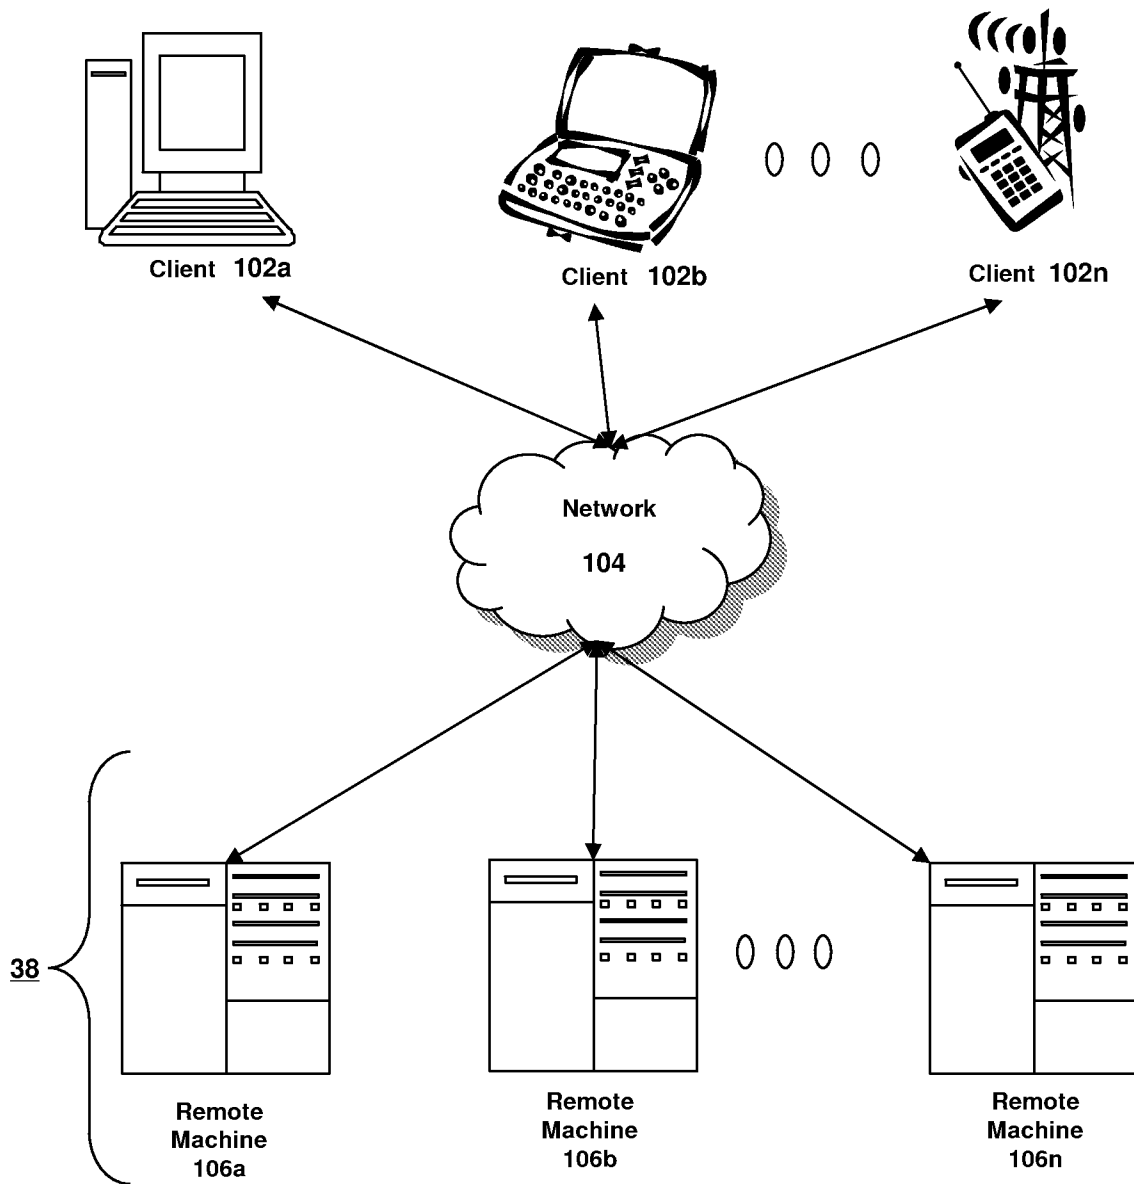 Client 102a
Client 102b
Client 102n
Network
104
38
Remote
Machine
106a
Remote
Machine
106b
Remote
Machine
106n